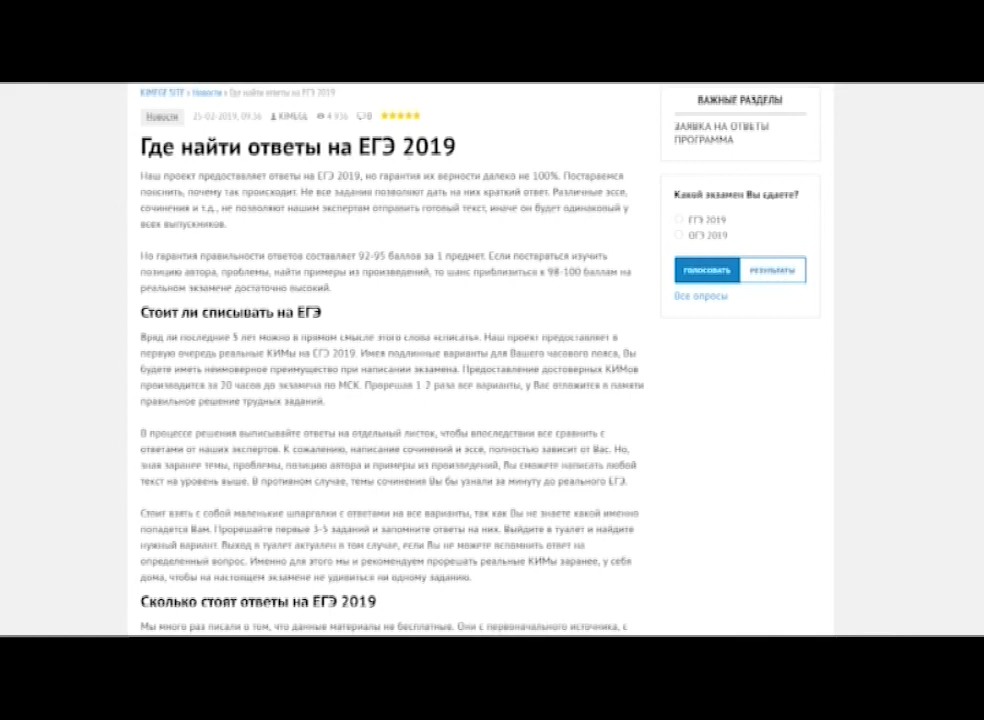 KIMEGE SITE » Новости » Где найти ответы на ЕГЭ 2019
Новости 25-02-2019, 09:36 KIMEGE 4 936 0
Где найти ответы на ЕГЭ 2019
Наш проект предоставляет ответы на ЕГЭ 2019, но гарантия их верности далеко не 100%. Постараемся
пояснить, почему так происходит. Не все задания позволяют дать на них краткий ответ. Различные эссе,
сочинения и т.д., не позволяют нашим экспертам отправить готовый текст, иначе он будет одинаковый у
всех выпускников.
Но гарантия правильности ответов составляет 92-95 баллов за 1 предмет. Если постараться изучить
позицию автора, проблемы, найти примеры из произведений, то шанс приблизиться к 98-100 баллам на
реальном экзамене достаточно высокий.
Стоит ли списывать на ЕГЭ
Вряд ли последние 5 лет можно в прямом смысле этого слова «списать». Наш проект предоставляет в
первую очередь реальные КИМы на ЕГЭ 2019. Имея подлинные варианты для Вашего часового пояса, Вы
будете иметь неимоверное преимущество при написании экзамена. Предоставление достоверных КИМов
производится за 20 часов до экзамена по МСК. Прорешав 1-2 раза все варианты, у Вас отложится в памяти
правильное решение трудных заданий.
В процессе решения выписывайте ответы на отдельный листок, чтобы впоследствии все сравнить с
ответами от наших экспертов. К сожалению, написание сочинений и эссе, полностью зависит от Вас. Но,
зная заранее темы, проблемы, позицию автора и примеры из произведений, Вы сможете написать любой
текст на уровень выше. В противном случае, темы сочинения Вы бы узнали за минуту до реального ЕГЭ.
Стоит взять с собой маленькие шпаргалки с ответами на все варианты, так как Вы не знаете какой именно
попадется Вам. Прорешайте первые 3-5 заданий и запомните ответы на них. Выйдите в туалет и найдите
нужный вариант. Выход в туалет актуален в том случае, если Вы не можете вспомнить ответ на
определенный вопрос. Именно для этого мы и рекомендуем прорешать реальные КИМы заранее, у себя
дома, чтобы на настоящем экзамене не удивиться ни одному заданию.
Сколько стоят ответы на ЕГЭ 2019
Мы много раз писали о том, что данные материалы не бесплатные. Они с первоначального источника, с
ВАЖНЫЕ РАЗДЕЛЫ
ЗАЯВКА НА ОТВЕТЫ
ПРОГРАММА
Какой экзамен Вы сдаете?
ЕГЭ 2019
ОГЭ 2019
ГОЛОСОВАТЬ РЕЗУЛЬТАТЫ
Все опросы